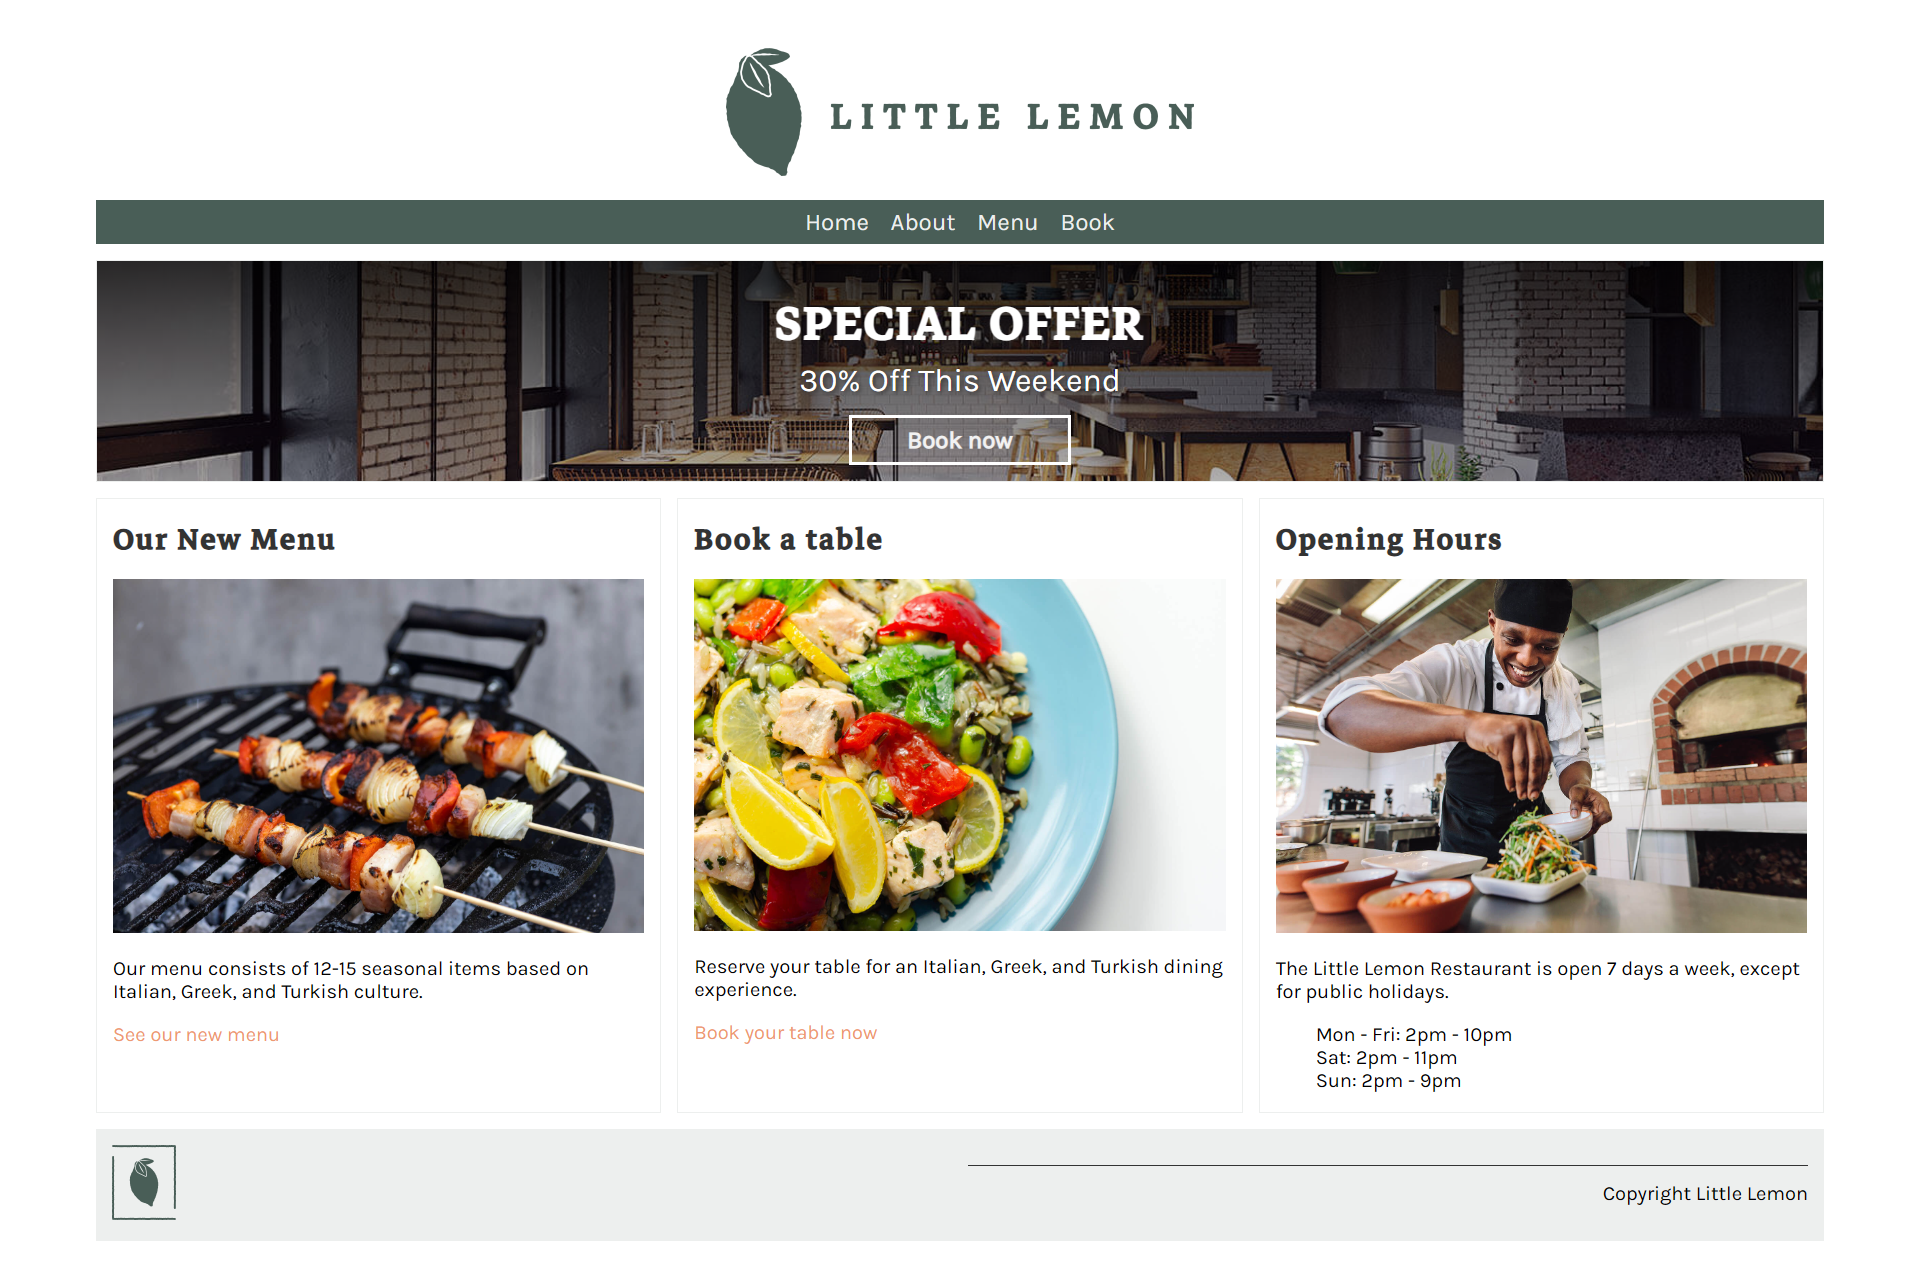 LITTLE LEMON
Home About Menu Book
SPECIAL OFFER
30% Off This Weekend
Book now
Our New Menu
Our menu consists of 12-15 seasonal items based on
Italian, Greek, and Turkish culture.
See our new menu
Book a table
Reserve your table for an Italian, Greek, and Turkish dining
experience.
Book your table now
Opening Hours
The Little Lemon Restaurant is open 7 days a week, except
for public holidays.
Mon - Fri: 2pm - 10pm
Sat: 2pm - 11pm
Sun: 2pm - 9pm
Copyright Little Lemon